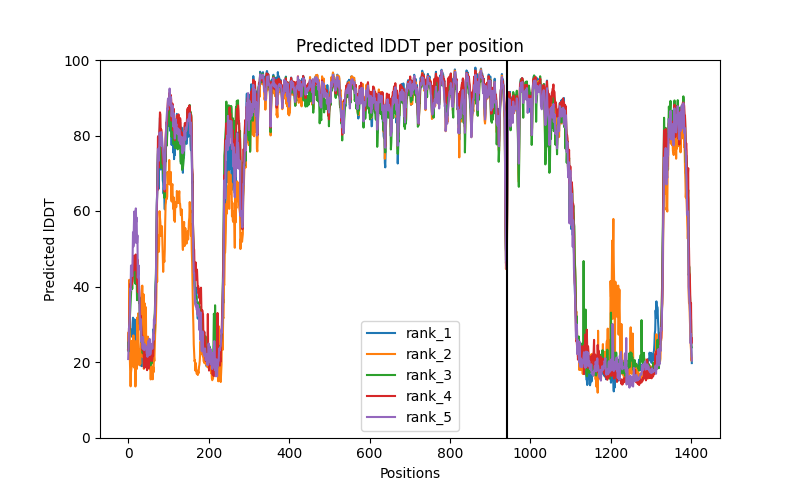 Predicted lDDT per position
Predicted lDDT
100
80
60
40
20
0
rank_1
rank_2
rank_3
rank_4
rank_5
0 200 400 600 800 1000 1200 1400
Positions